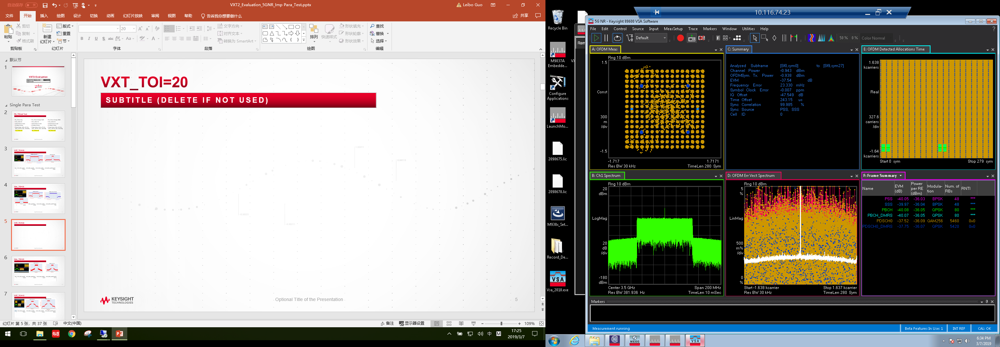 自动保存 关
VXT2_Evaluation_5GNR_Imp Para_Test.pptx
Leibo Guo
文件 开始 插入 绘图 设计 切换 动画 幻灯片放映 审阅 视图 帮助 告诉我你想要做什么 共享
粘贴 剪切 复制 格式刷 剪贴板
新建 幻灯片 版式 重置 节 幻灯片
20
B I U S abc AV Aa A
字体
文字方向 对齐文本 转换为 SmartArt
段落
排列 快速样式 形状填充 形状轮廓 形状效果
绘图
查找 替换 选择
编辑
默认节
1
VXT2 Evaluation
Single Para Test
2
3
VXT_TOI=30
4
5
VXT_TOI=20
6
7
VXT_TOI=20
SUBTITLE (DELETE IF NOT USED)
KEYSIGHT
TECHNOLOGIES
Optional Title of the Presentation
5
幻灯片 第 5 张, 共 37 张 中文(中国)
备注 显示器设置 109%
有道
中 M
17:25
2019/3/7
10.116.74.23
Recycle Bin
M9037A
Embedde...
Configure
Applications
LaunchMo...
2098675.lic
2098678.lic
M938x_Set...
Record_De...
VSA
Vsa_2018.exe
Rem
5G NR - Keysight 89600 VSA Software
File Edit Control Source Input MeasSetup Trace Markers Window Utilities Help
Default
50 % 0 % Color Normal
A: OFDM Meas
Rng 10 dBm
1.5
Const
300
m
/div
-1.5
-1.717 1.7171
Res BW 30 kHz TimeLen 280 Sym
C: Summary
Analyzed Subframe [Sf0,sym0] to [Sf9,sym27]
Channel Power -0.943 dBm
OFDMSym. Tx. Power -0.938 dBm
EVM -37.54 dB
Frequency Error 23.330 mHz
Symbol Clock Error -0.007 ppm
IQ Offset -47.549 dB
Time Offset 243.15 us
Sync Correlation 99.985 %
Sync Source PSS, SSS
Cell ID 0
E: OFDM Detected Allocations Time
1.638
kcarriers
Real
327.6
carriers
/div
-1.64
kcarriers
Start 0 sym Stop 279 sym
B: Ch1 Spectrum
Rng 10 dBm
20
dBm
LogMag
20
dB
/div
-180
dBm
Center 3.5 GHz Span 200 MHz
Res BW 381.936 Hz TimeLen 10 mSec
D: OFDM Err Vect Spectrum
Rng 10 dBm
5
%
LinMag
500
m%
/div
0
%
Start -1.638 kcarrier Stop 1.637 kcarrier
Res BW 30 kHz TimeLen 280 Sym
F: Frame Summary
Name EVM (dB) Power per RE (dBm) Modula-tion Num. of RBs RNTI
PSS -40.05 -36.03 BPSK 48 ***
SSS -39.97 -36.04 BPSK 48 ***
PBCH -40.08 -36.05 QPSK 80 ***
PBCH_DMRS -40.07 -36.05 QPSK 80 ***
PDSCH0 -37.52 -36.09 QAM256 5460 0x0
PDSCH0_DMRS -37.75 -36.07 QPSK 5420 0x0
Markers
Measurement running
Beta Features In Use: 1 INT REF CAL: OK
M9300
VSA
6:34 PM
3/7/2019